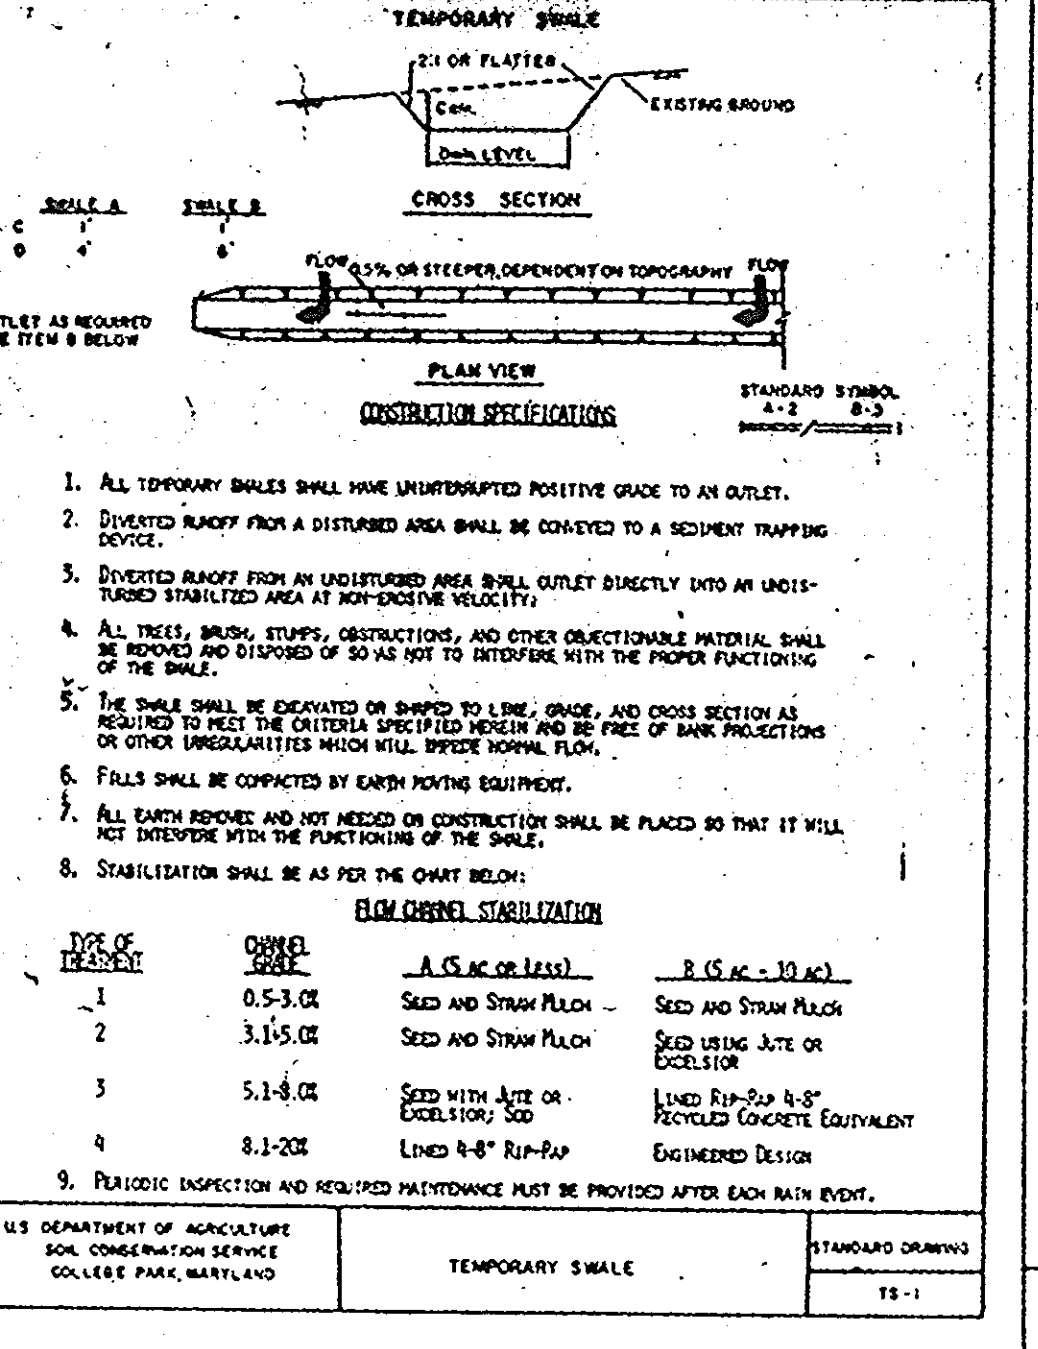 TEMPORARY SWALE
2:1 OR FLATTER
EXISTING GROUND
C min.
D min. LEVEL
CROSS SECTION
SWALE A SWALE B
C 1' 1'
D 4' 6'
FLOW 0.5% OR STEEPER, DEPENDENT ON TOPOGRAPHY FLOW
TLET AS REQUIRED
E ITEM 8 BELOW
PLAN VIEW
STANDARD SYMBOL
A-2 B-3
CONSTRUCTION SPECIFICATIONS
1. ALL TEMPORARY SWALES SHALL HAVE UNINTERRUPTED POSITIVE GRADE TO AN OUTLET.
2. DIVERTED RUNOFF FROM A DISTURBED AREA SHALL BE CONVEYED TO A SEDIMENT TRAPPING
DEVICE.
3. DIVERTED RUNOFF FROM AN UNDISTURBED AREA SHALL OUTLET DIRECTLY INTO AN UNDIS-
TURBED STABILIZED AREA AT NON-EROSIVE VELOCITY.
4. ALL TREES, BRUSH, STUMPS, OBSTRUCTIONS, AND OTHER OBJECTIONABLE MATERIAL SHALL
BE REMOVED AND DISPOSED OF SO AS NOT TO INTERFERE WITH THE PROPER FUNCTIONING
OF THE SWALE.
5. THE SWALE SHALL BE EXCAVATED OR SHAPED TO LINE, GRADE, AND CROSS SECTION AS
REQUIRED TO MEET THE CRITERIA SPECIFIED HEREIN AND BE FREE OF BANK PROJECTIONS
OR OTHER IRREGULARITIES WHICH WILL IMPEDE NORMAL FLOW.
6. FILLS SHALL BE COMPACTED BY EARTH MOVING EQUIPMENT.
7. ALL EARTH REMOVED AND NOT NEEDED ON CONSTRUCTION SHALL BE PLACED SO THAT IT WILL
NOT INTERFERE WITH THE FUNCTIONING OF THE SWALE.
8. STABILIZATION SHALL BE AS PER THE CHART BELOW:
FLOW CHANNEL STABILIZATION
TYPE OF TREATMENT CHANNEL GRADE A (5 AC OR LESS) B (5 AC - 10 AC)
1 0.5-3.0% SEED AND STRAW MULCH SEED AND STRAW MULCH
2 3.1-5.0% SEED AND STRAW MULCH SEED USING JUTE OR
EXCELSIOR
3 5.1-8.0% SEED WITH JUTE OR LINED RIP-RAP 4-8"
EXCELSIOR; SOD RECYCLED CONCRETE EQUIVALENT
4 8.1-20% LINED 4-8" RIP-RAP ENGINEERED DESIGN
9. PERIODIC INSPECTION AND REQUIRED MAINTENANCE MUST BE PROVIDED AFTER EACH RAIN EVENT.
U.S DEPARTMENT OF AGRICULTURE
SOIL CONSERVATION SERVICE
COLLEGE PARK, MARYLAND
TEMPORARY SWALE
STANDARD DRAWING
TS-1